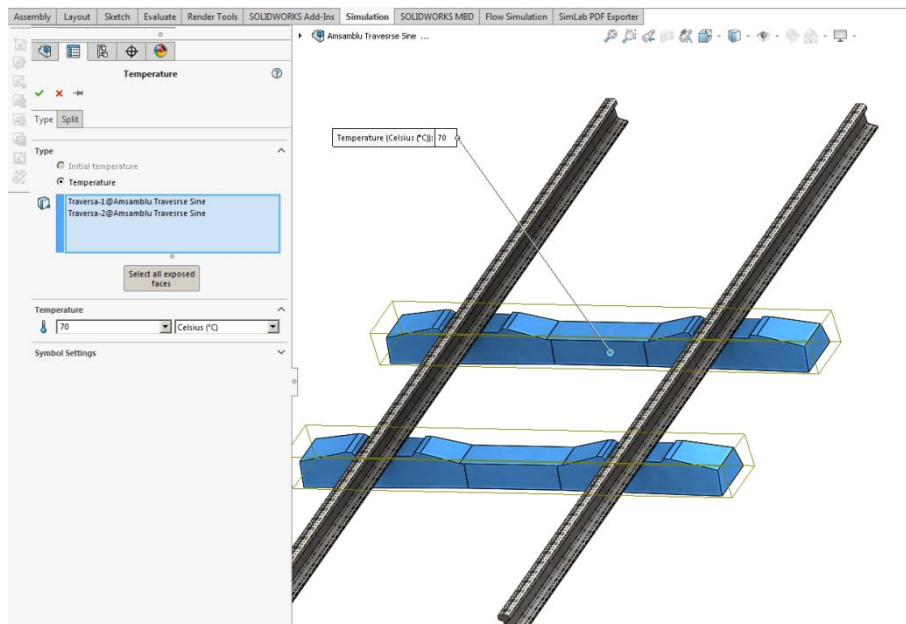 Assembly Layout Sketch Evaluate Render Tools SOLIDWORKS Add-Ins Simulation SOLIDWORKS MBD Flow Simulation SimLab PDF Exporter
Amsamblu Travesrse Sine ...
Temperature
Type Split
Type
Initial temperature
Temperature
Traversa-1@Amsamblu Travesrse Sine
Traversa-2@Amsamblu Travesrse Sine
Select all exposed
faces
Temperature
70 Celsius (°C)
Symbol Settings
Temperature (Celsius (°C)): 70